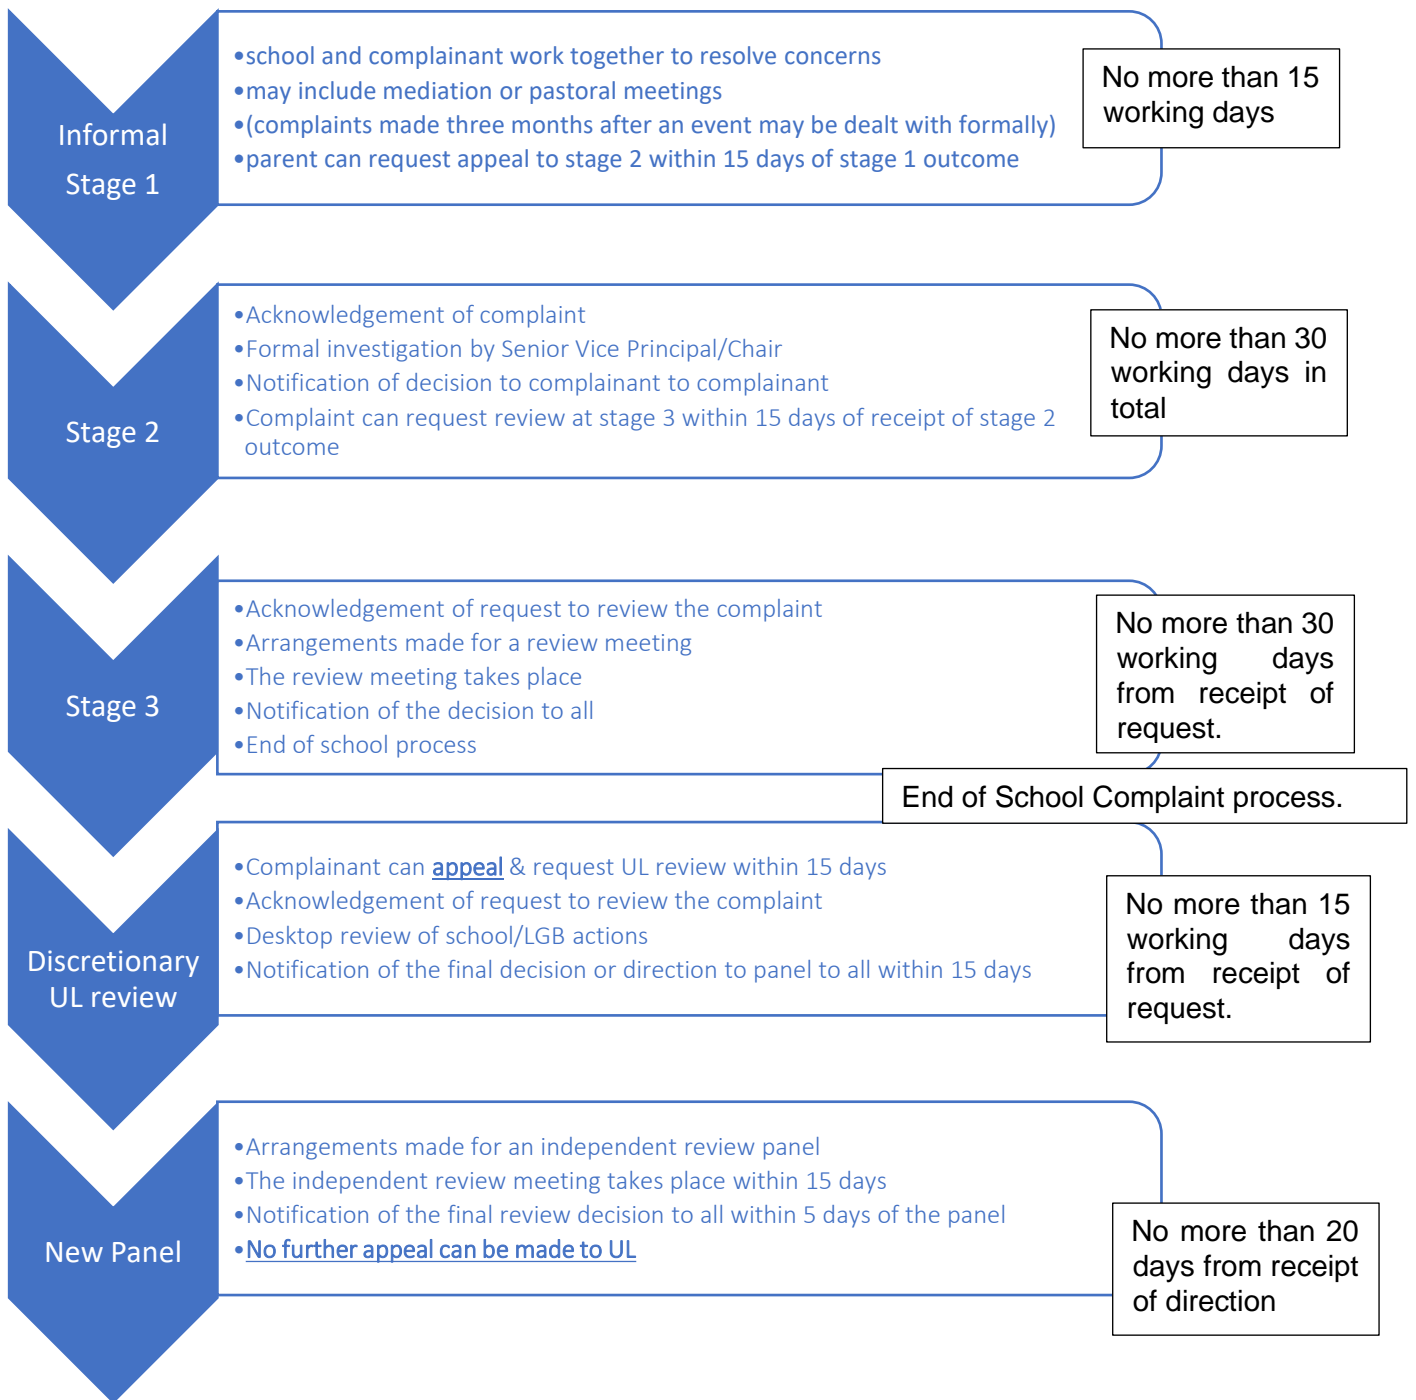 Informal
Stage 1
•school and complainant work together to resolve concerns
•may include mediation or pastoral meetings
•(complaints made three months after an event may be dealt with formally)
•parent can request appeal to stage 2 within 15 days of stage 1 outcome
No more than 15
working days
Stage 2
•Acknowledgement of complaint
•Formal investigation by Senior Vice Principal/Chair
•Notification of decision to complainant to complainant
•Complaint can request review at stage 3 within 15 days of receipt of stage 2
outcome
No more than 30
working days in
total
Stage 3
•Acknowledgement of request to review the complaint
•Arrangements made for a review meeting
•The review meeting takes place
•Notification of the decision to all
•End of school process
No more than 30
working days
from receipt of
request.
End of School Complaint process.
Discretionary
UL review
•Complainant can appeal & request UL review within 15 days
•Acknowledgement of request to review the complaint
•Desktop review of school/LGB actions
•Notification of the final decision or direction to panel to all within 15 days
No more than 15
working days
from receipt of
request.
New Panel
•Arrangements made for an independent review panel
•The independent review meeting takes place within 15 days
•Notification of the final review decision to all within 5 days of the panel
•No further appeal can be made to UL
No more than 20
days from receipt
of direction